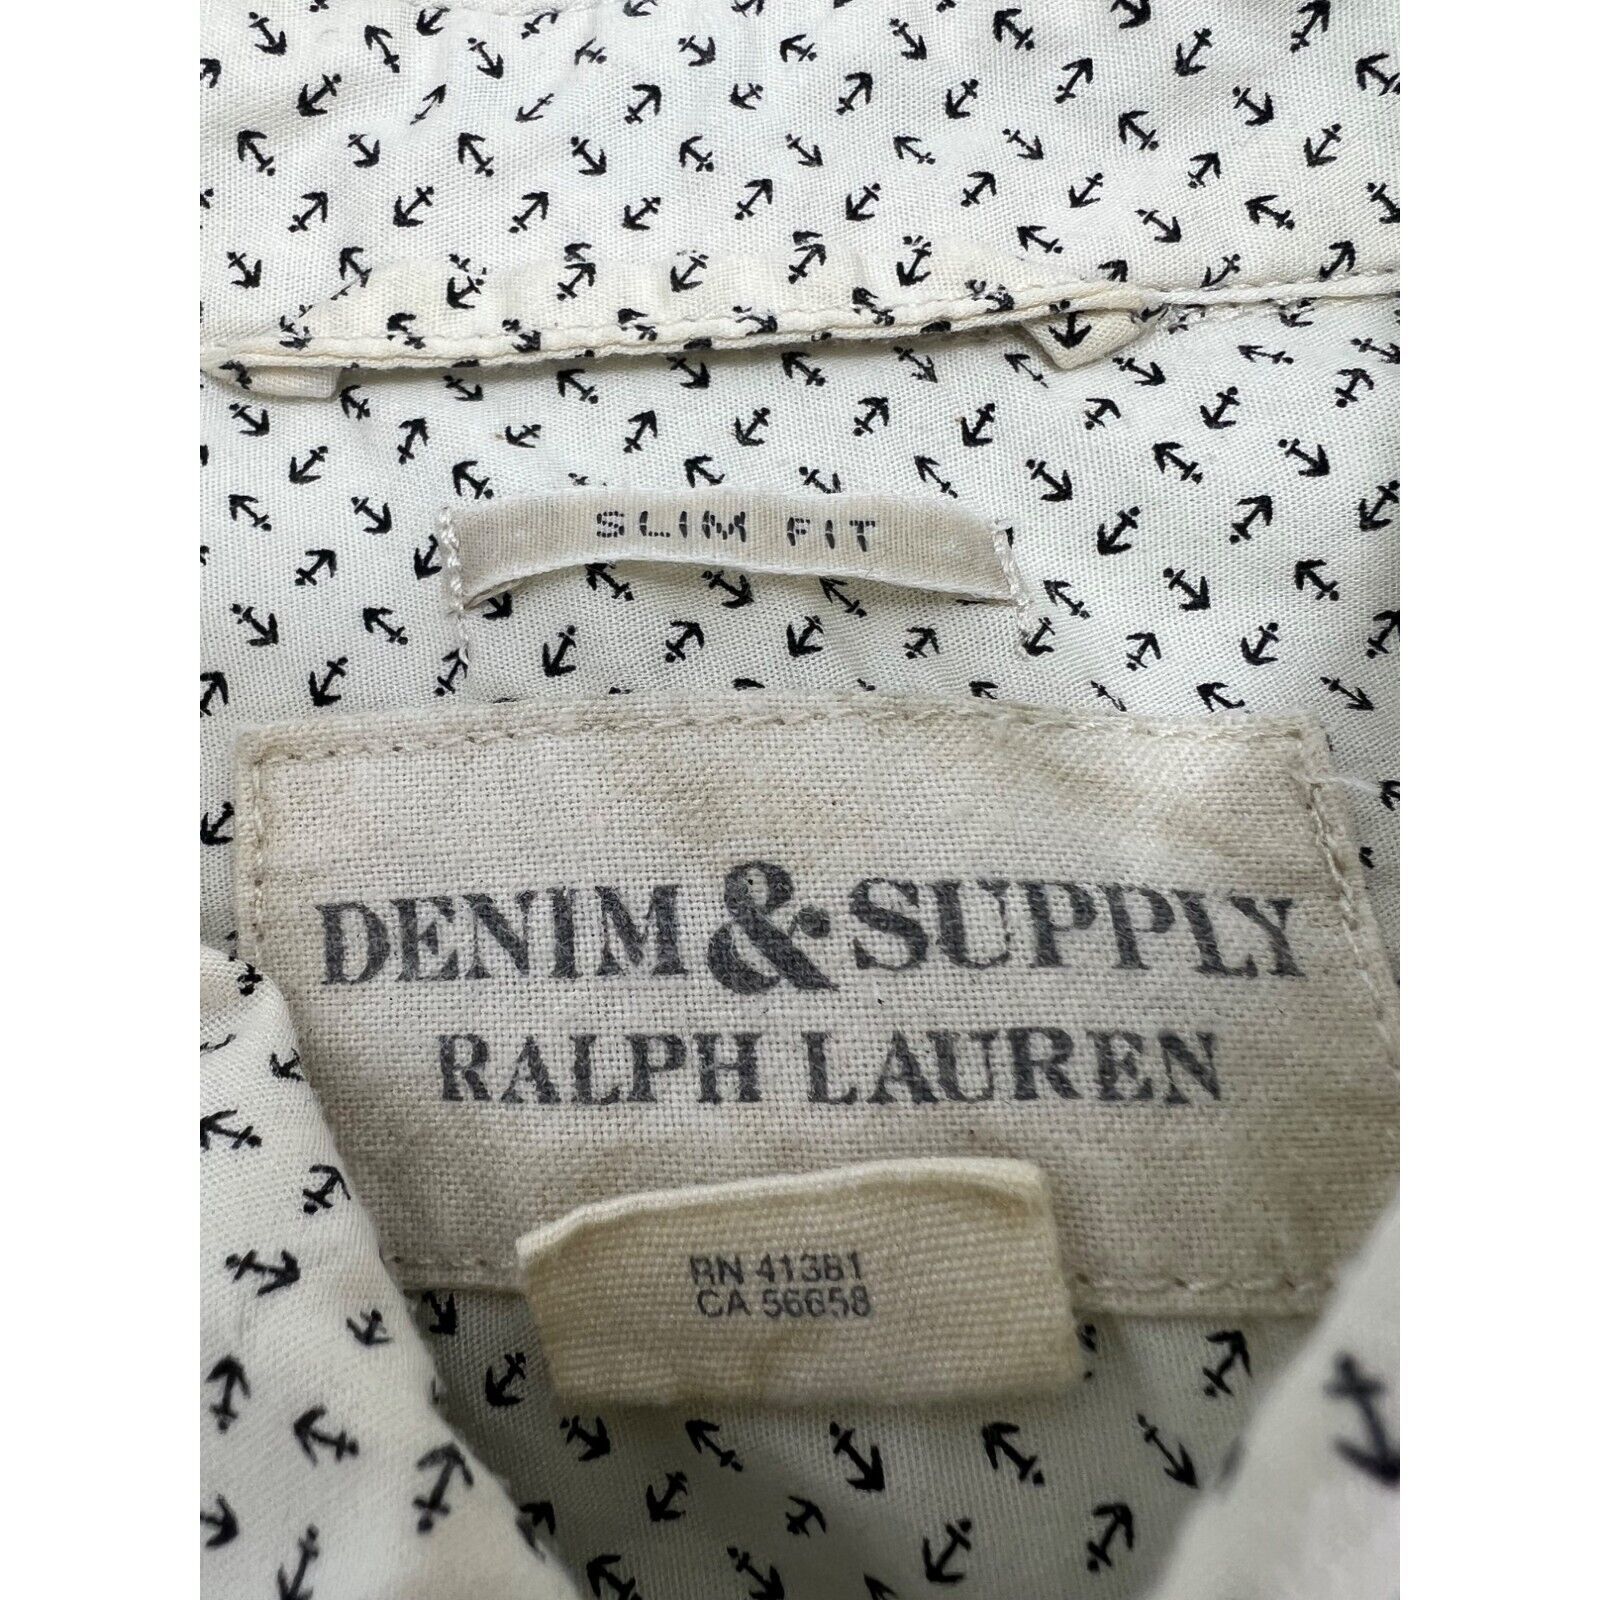 SLIM FIT
DENIM & SUPPLY
RALPH LAUREN
RN 41381
CA 56658